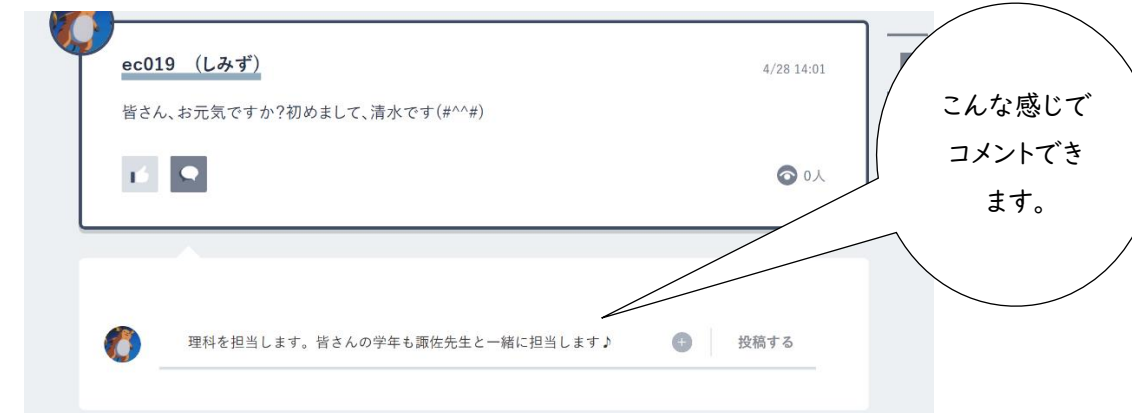 ec019 (しみず)
4/28 14:01
皆さん、お元気ですか?初めまして、清水です(#^^#)
0人
理科を担当します。皆さんの学年も諏佐先生と一緒に担当します♪
投稿する
こんな感じで
コメントでき
ます。